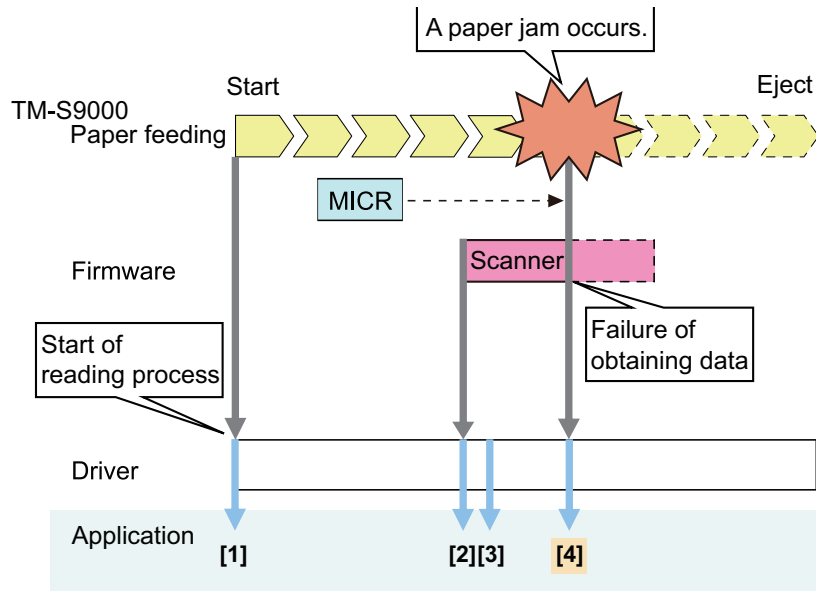 A paper jam occurs.
Start
Eject
TM-S9000
Paper feeding
MICR
Firmware
Scanner
Start of
reading process
Failure of
obtaining data
Driver
Application
[1]
[2]
[3]
[4]